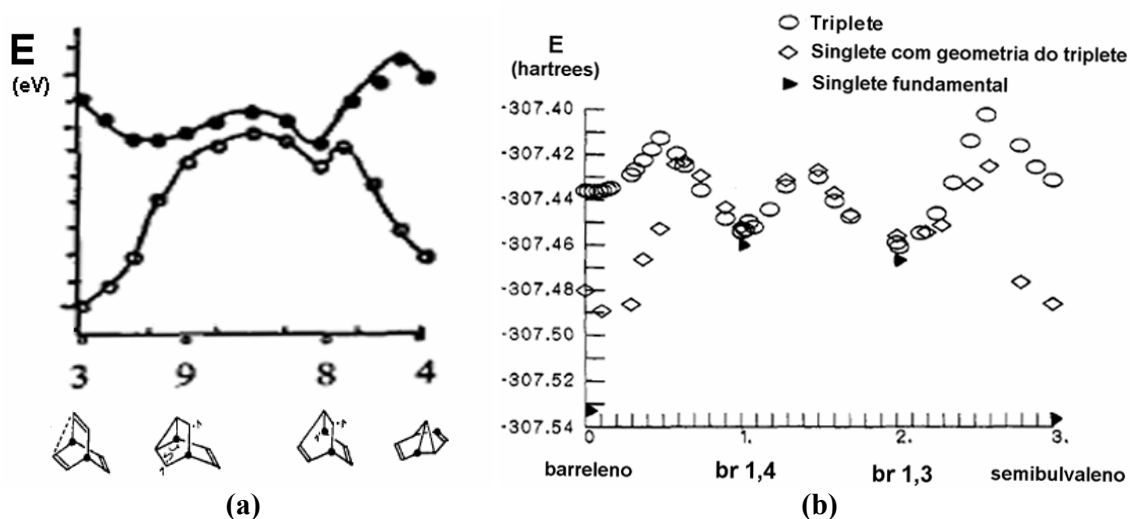 E
(eV)
3 9 8 4
(a)
Triplete
Singlete com geometria do triplete
Singlete fundamental
E
(hartrees)
-307.40
-307.42
-307.44
-307.46
-307.48
-307.50
-307.52
-307.54
0 1. 2. 3.
barreleno br 1,4 br 1,3 semibulvaleno
(b)